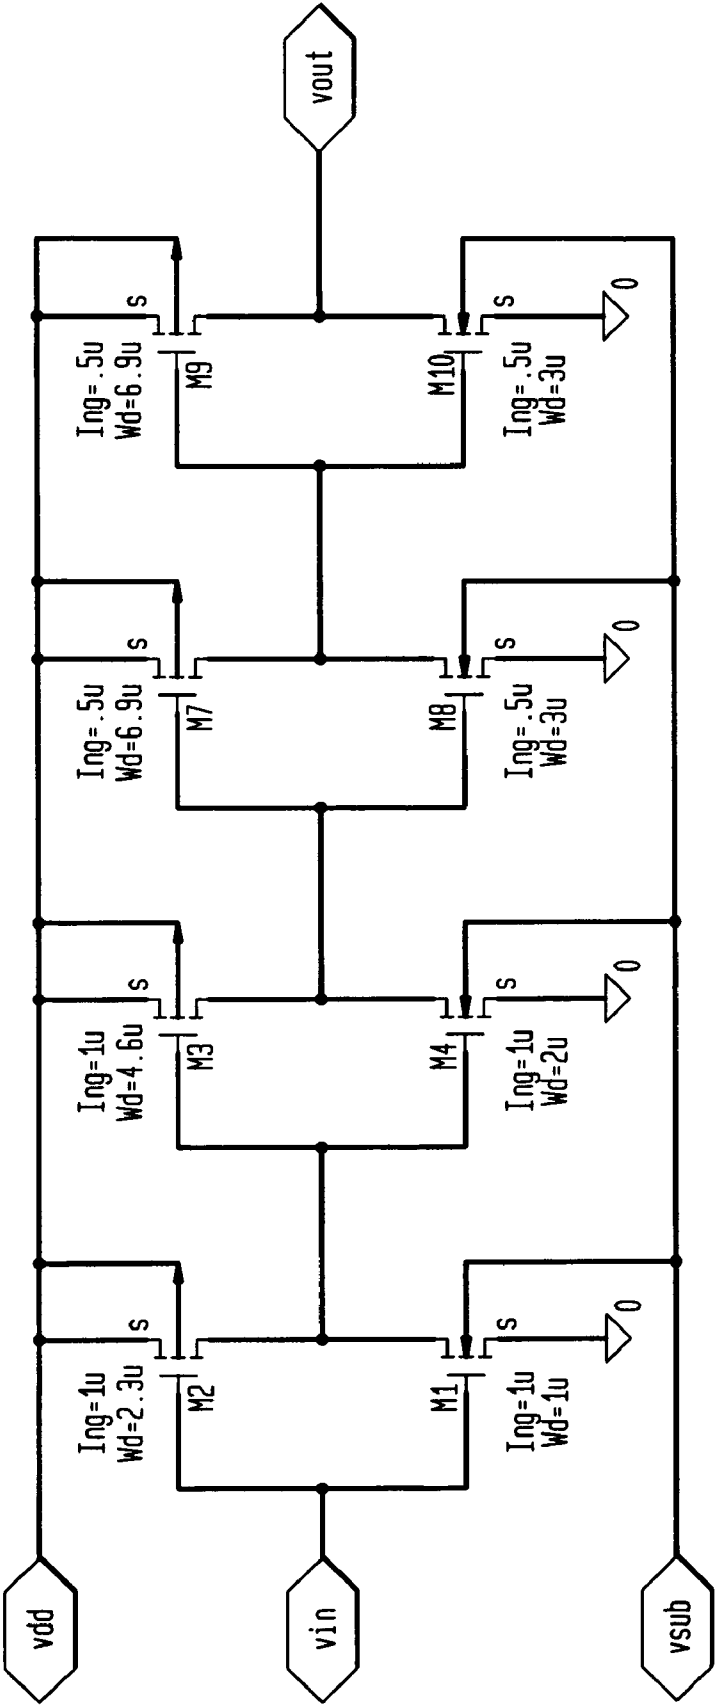 vdd
lng=1u
Wd=2.3u
S
M2
lng=1u
Wd=4.6u
S
M3
lng=.5u
Wd=6.9u
S
M7
lng=.5u
Wd=6.9u
S
M9
vin
vout
M1
S
lng=1u
Wd=1u
0
M4
S
lng=1u
Wd=2u
0
M8
S
lng=.5u
Wd=3u
0
M10
S
lng=.5u
Wd=3u
0
vsub